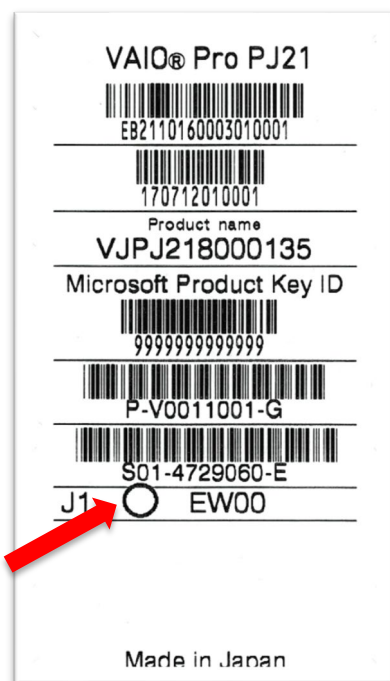 VAIO® Pro PJ21
EB2110160003010001
170712010001
Product name
VJPJ218000135
Microsoft Product Key ID
9999999999999
P-V0011001-G
S01-4729060-E
J1 EW00
Made in Japan